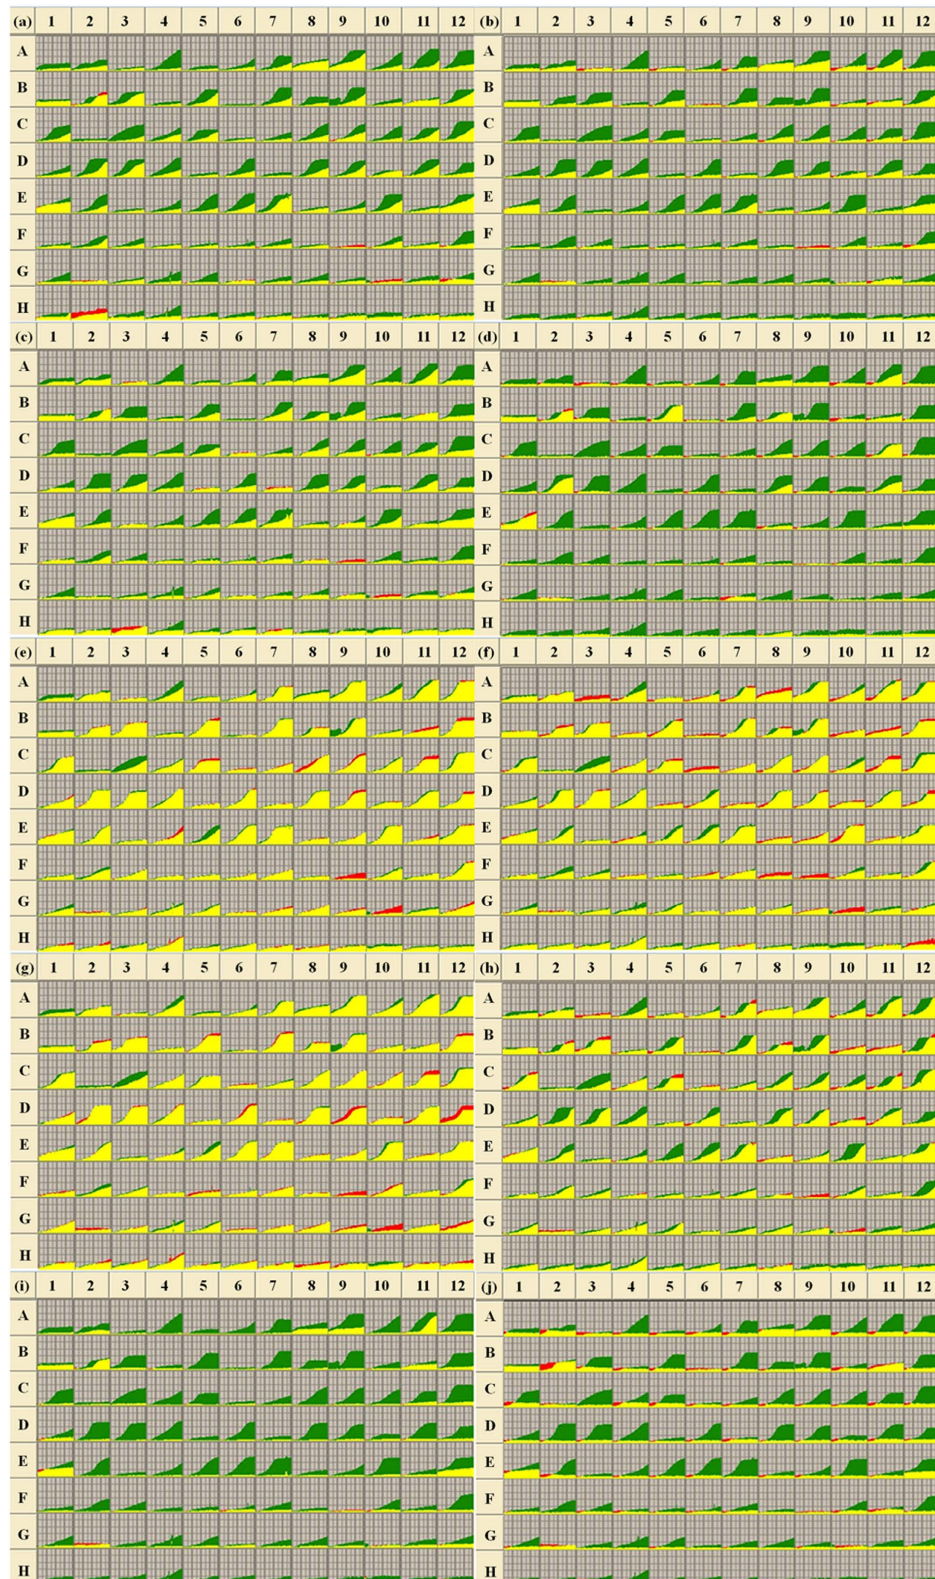 (a) 1 2 3 4 5 6 7 8 9 10 11 12
A
B
C
D
E
F
G
H
(b) 1 2 3 4 5 6 7 8 9 10 11 12
A
B
C
D
E
F
G
H
(c) 1 2 3 4 5 6 7 8 9 10 11 12
A
B
C
D
E
F
G
H
(d) 1 2 3 4 5 6 7 8 9 10 11 12
A
B
C
D
E
F
G
H
(e) 1 2 3 4 5 6 7 8 9 10 11 12
A
B
C
D
E
F
G
H
(f) 1 2 3 4 5 6 7 8 9 10 11 12
A
B
C
D
E
F
G
H
(g) 1 2 3 4 5 6 7 8 9 10 11 12
A
B
C
D
E
F
G
H
(h) 1 2 3 4 5 6 7 8 9 10 11 12
A
B
C
D
E
F
G
H
(i) 1 2 3 4 5 6 7 8 9 10 11 12
A
B
C
D
E
F
G
H
(j) 1 2 3 4 5 6 7 8 9 10 11 12
A
B
C
D
E
F
G
H